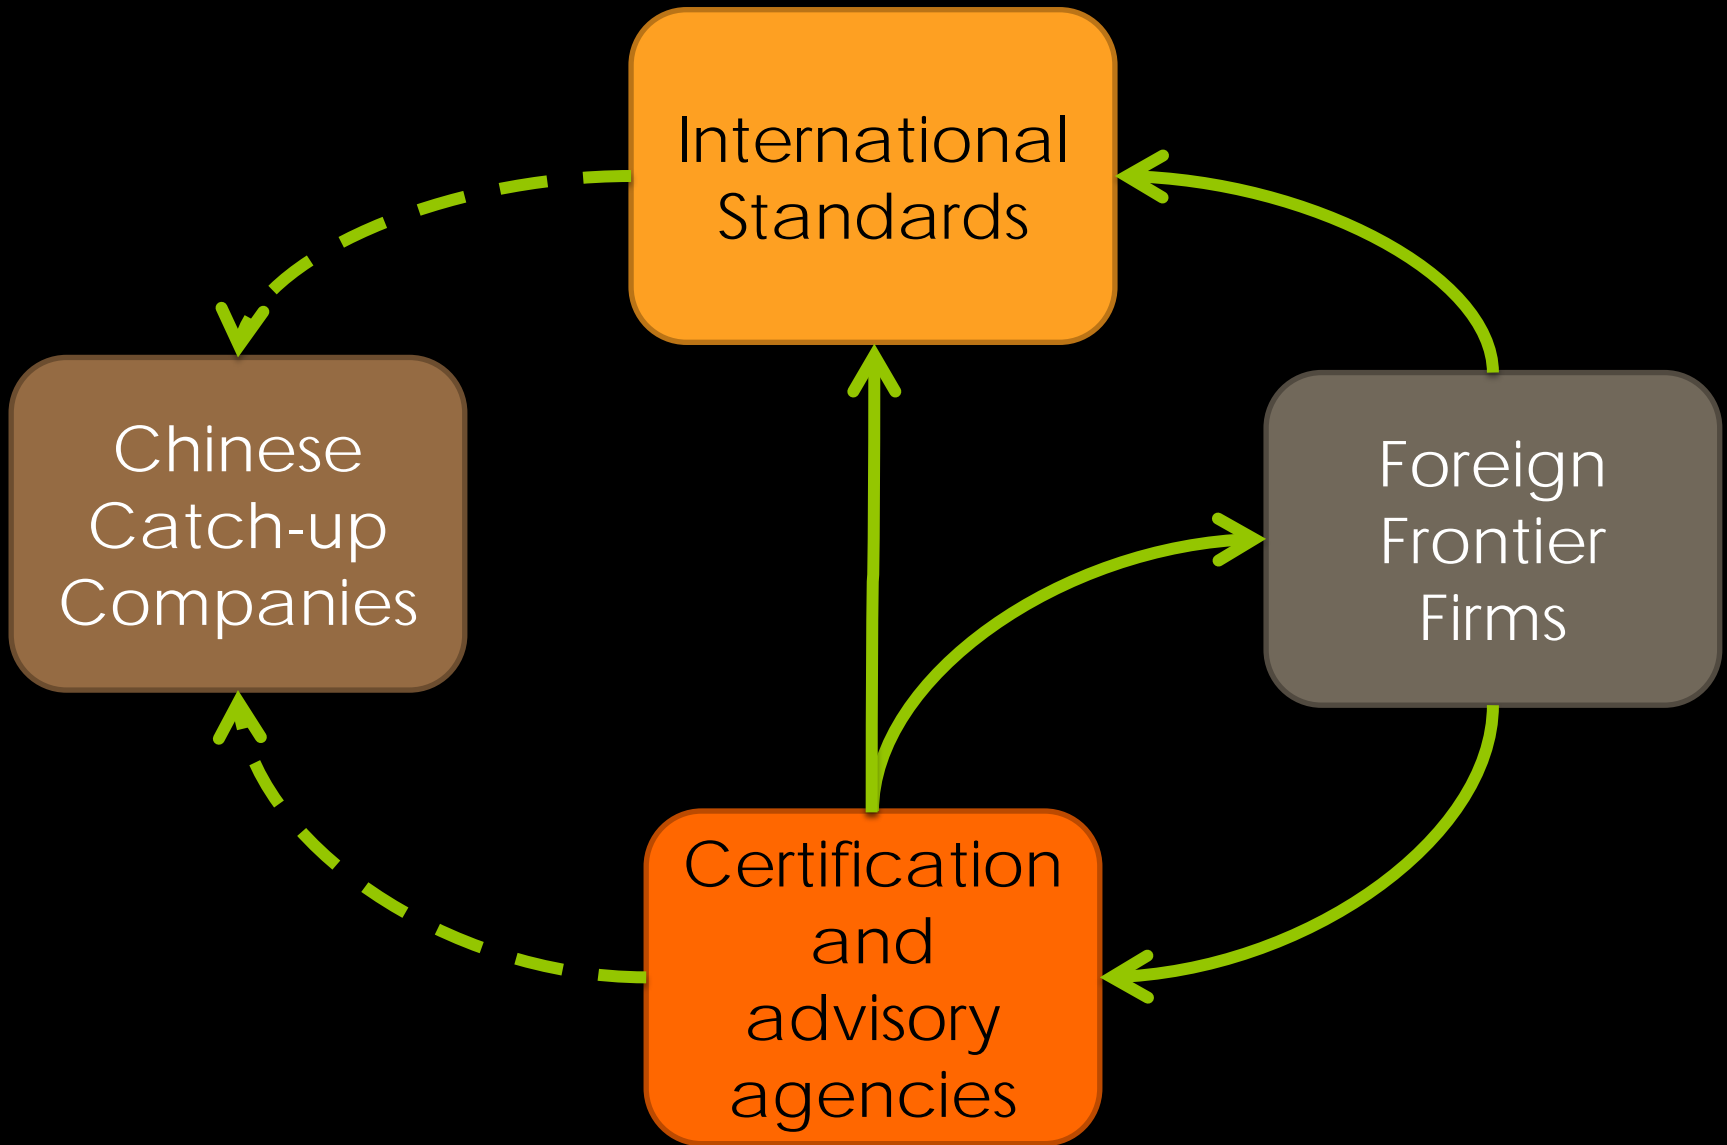 International
Standards
Chinese
Catch-up
Companies
Foreign
Frontier
Firms
Certification
and
advisory
agencies